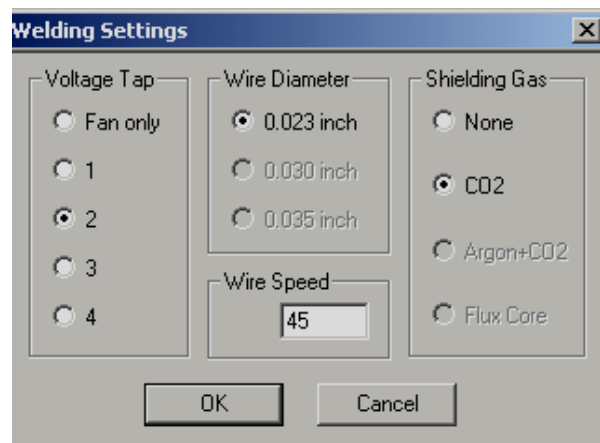 Welding Settings
Voltage Tap
Fan only
1
2
3
4
Wire Diameter
0.023 inch
0.030 inch
0.035 inch
Wire Speed
45
Shielding Gas
None
CO2
Argon+CO2
Flux Core
OK
Cancel